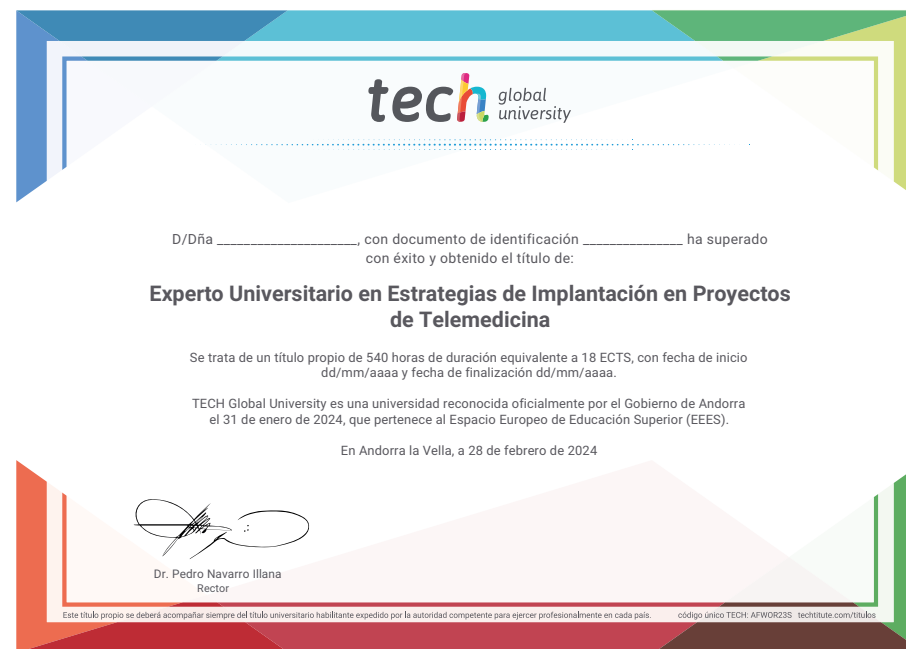 tech global university
D/Dña _____________________, con documento de identificación _______________ ha superado
con éxito y obtenido el título de:
Experto Universitario en Estrategias de Implantación en Proyectos
de Telemedicina
Se trata de un título propio de 540 horas de duración equivalente a 18 ECTS, con fecha de inicio
dd/mm/aaaa y fecha de finalización dd/mm/aaaa.
TECH Global University es una universidad reconocida oficialmente por el Gobierno de Andorra
el 31 de enero de 2024, que pertenece al Espacio Europeo de Educación Superior (EEES).
En Andorra la Vella, a 28 de febrero de 2024
Dr. Pedro Navarro Illana
Rector
Este título propio se deberá acompañar siempre del título universitario habilitante expedido por la autoridad competente para ejercer profesionalmente en cada país. código único TECH: AFWOR23S techtitute.com/titulos